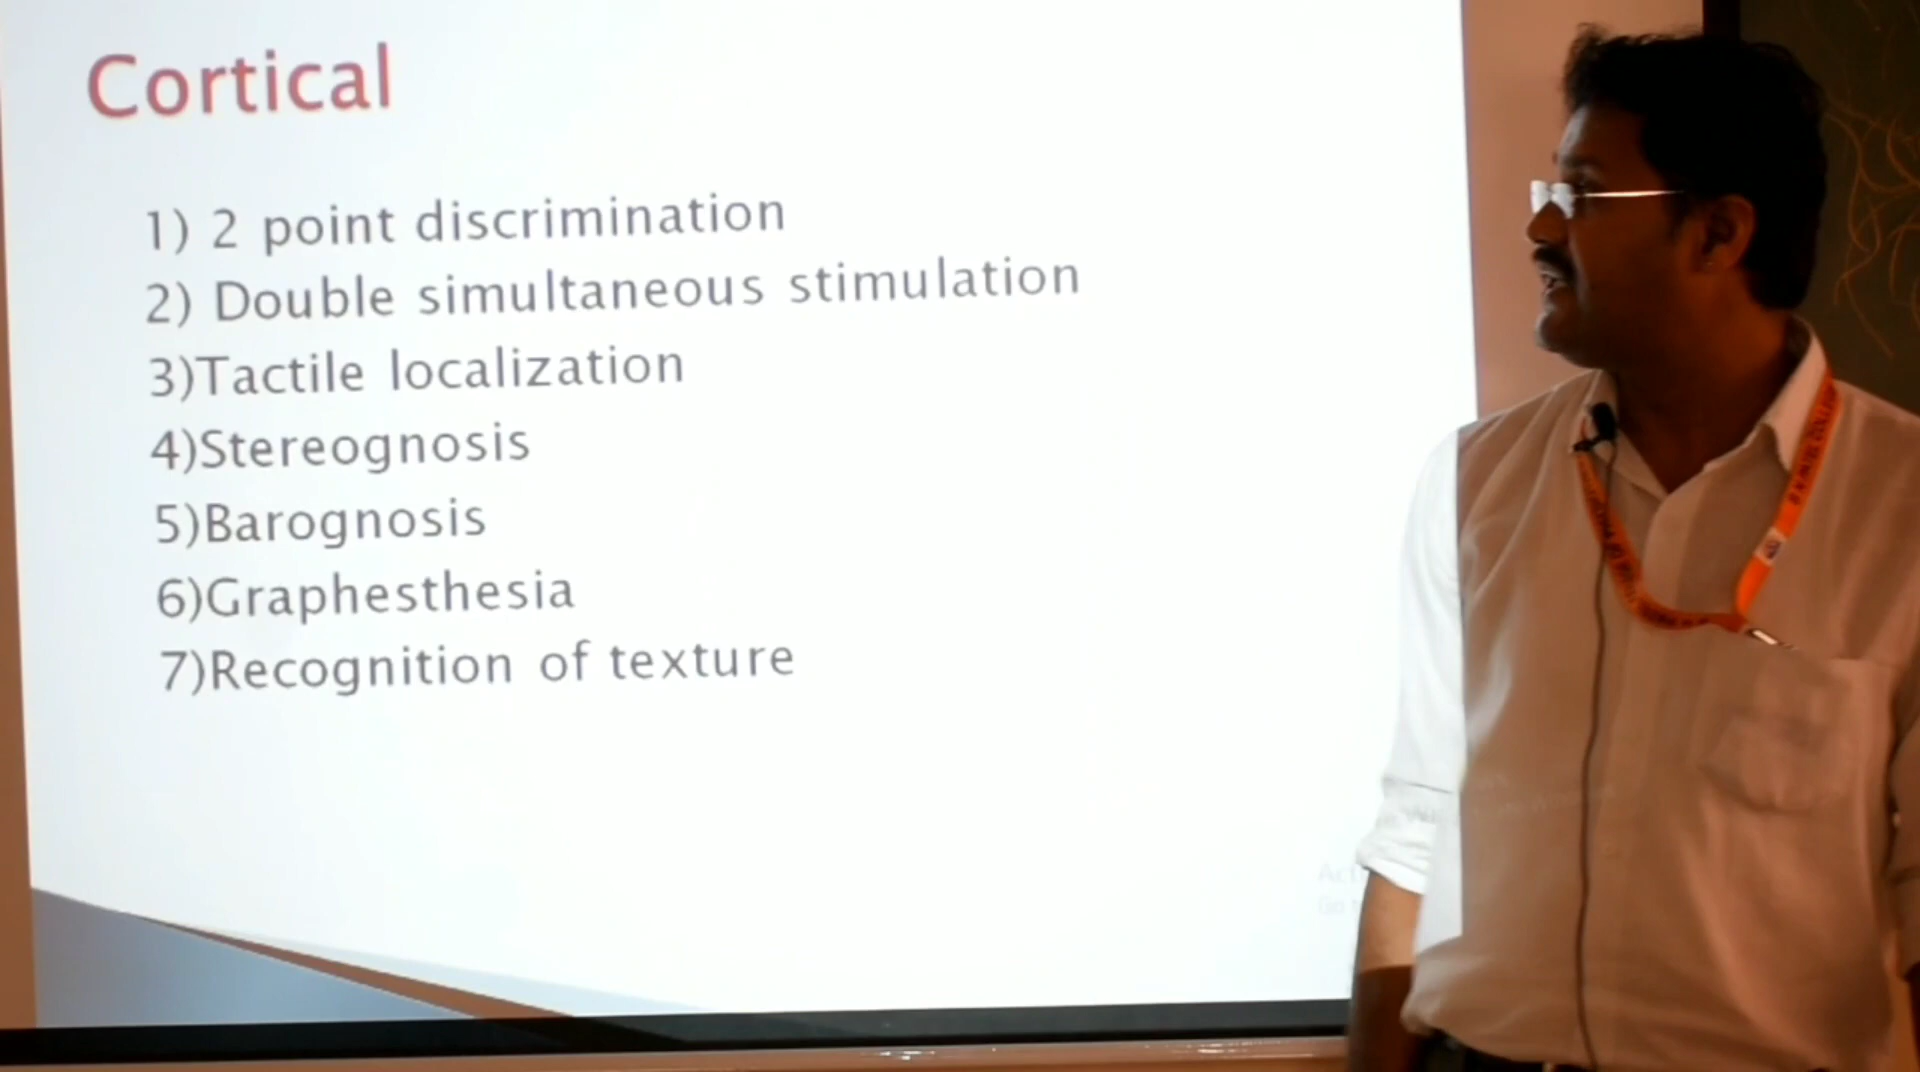 Cortical
1) 2 point discrimination
2) Double simultaneous stimulation
3)Tactile localization
4)Stereognosis
5)Barognosis
6)Graphesthesia
7)Recognition of texture